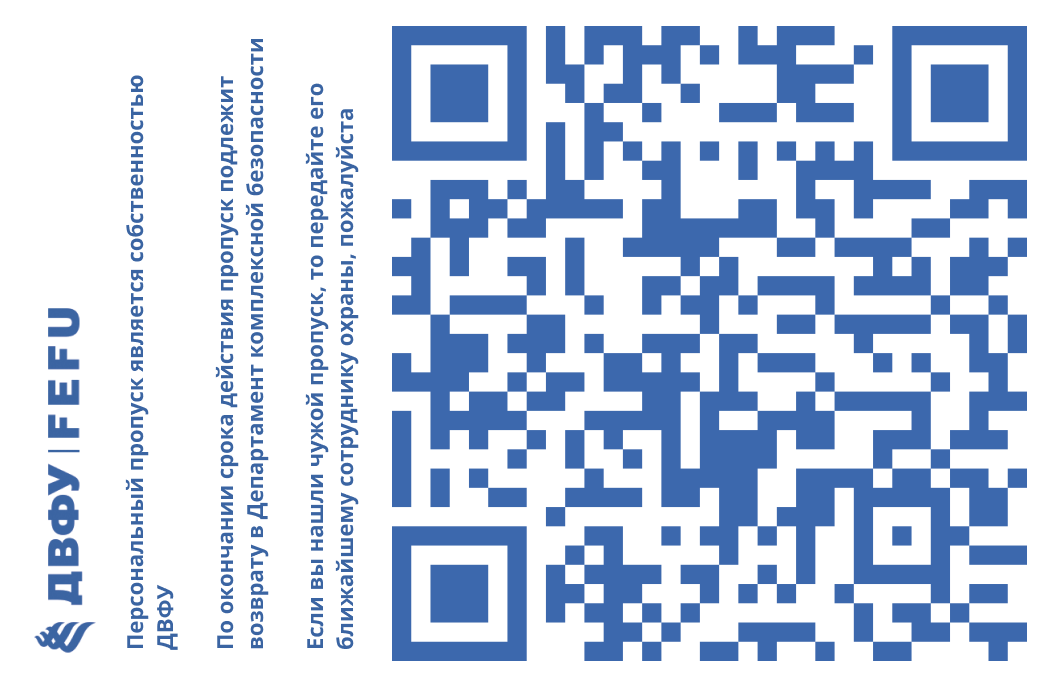 ДВФУ | FEFU
Персональный пропуск является собственностью
ДВФУ
По окончании срока действия пропуск подлежит
возврату в Департамент комплексной безопасности
Если вы нашли чужой пропуск, то передайте его
ближайшему сотруднику охраны, пожалуйста